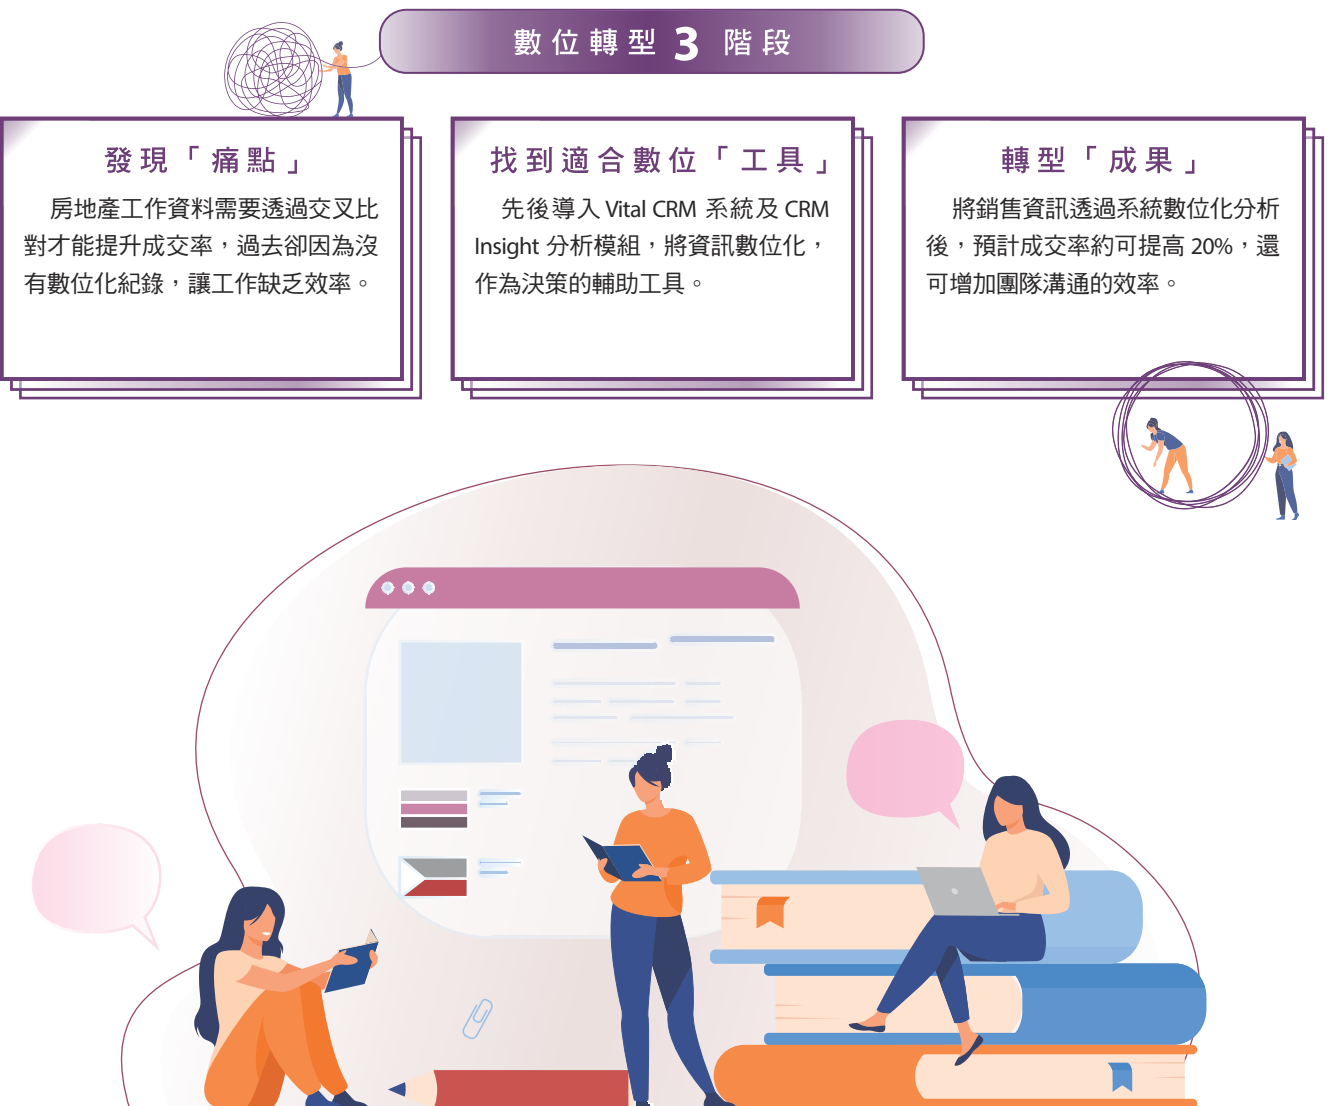 數位轉型 3 階段
發現「痛點」
房地產工作資料需要透過交叉比
對才能提升成交率，過去卻因為沒
有數位化紀錄，讓工作缺乏效率。
找到適合數位「工具」
先後導入 Vital CRM 系統及 CRM
Insight 分析模組，將資訊數位化，
作為決策的輔助工具。
轉型「成果」
將銷售資訊透過系統數位化分析
後，預計成交率約可提高 20%，還
可增加團隊溝通的效率。